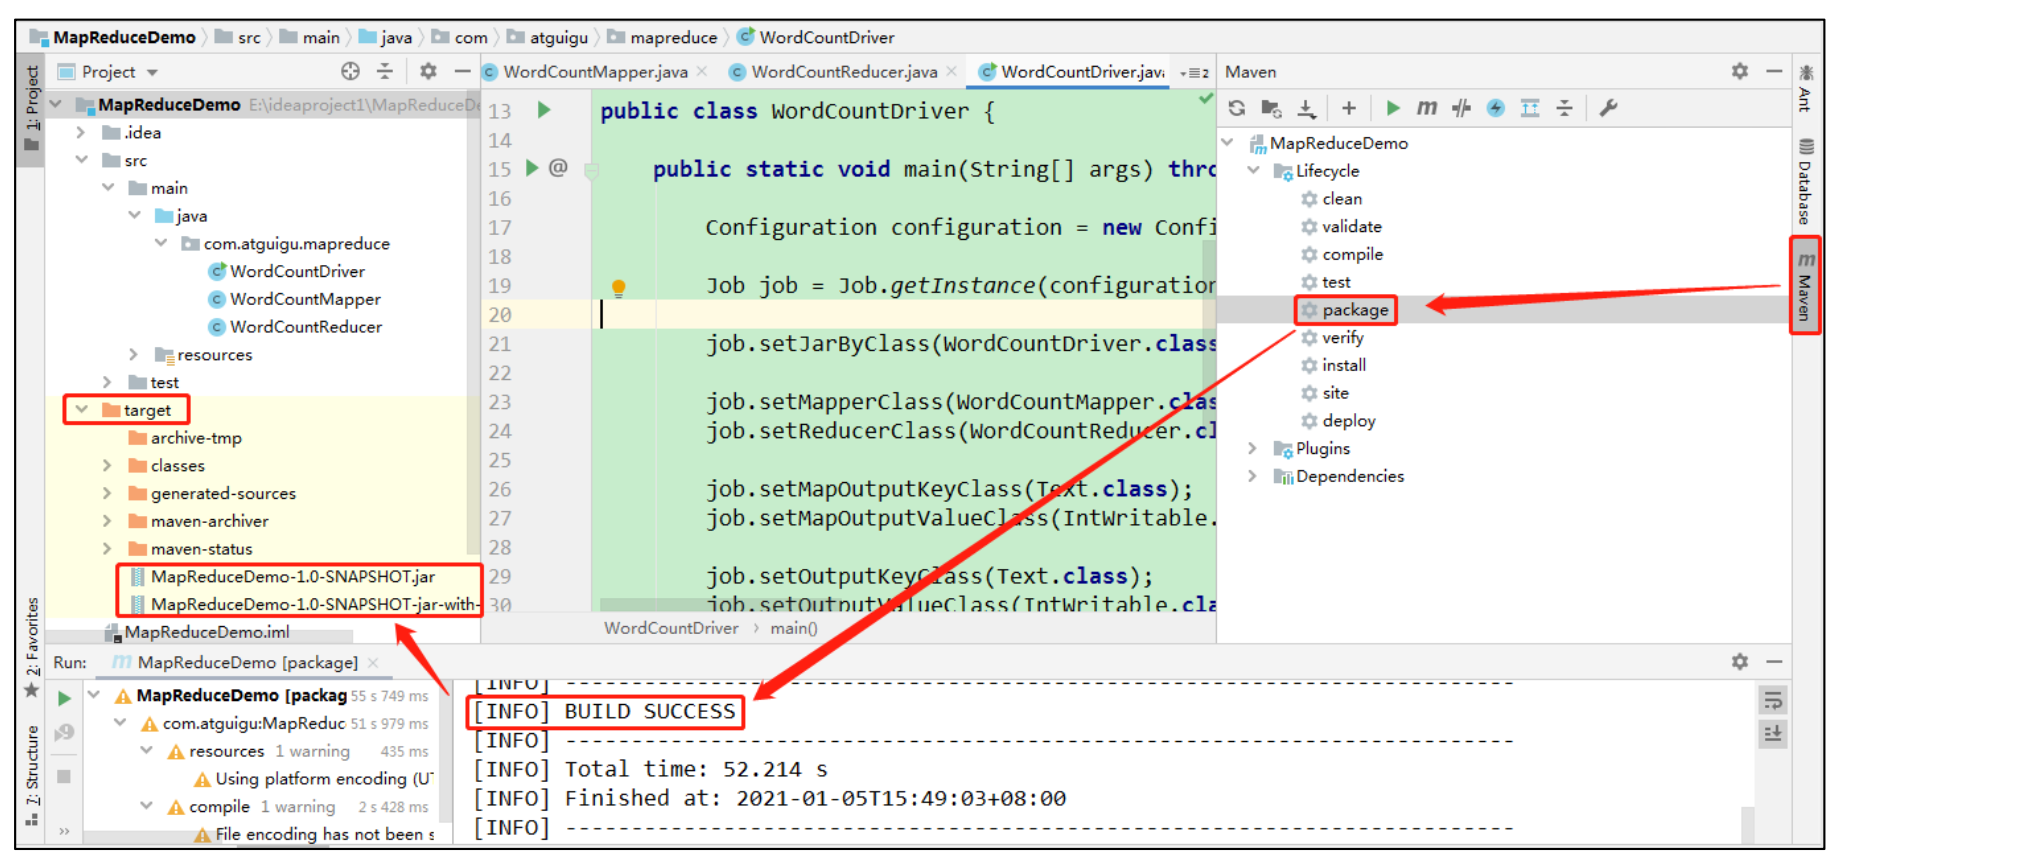 MapReduceDemo src main java com atguigu mapreduce WordCountDriver
1: Project
Project
MapReduceDemo E:\ideaproject1\MapReduceDe
.idea
src
main
java
com.atguigu.mapreduce
WordCountDriver
WordCountMapper
WordCountReducer
resources
test
target
archive-tmp
classes
generated-sources
maven-archiver
maven-status
MapReduceDemo-1.0-SNAPSHOT.jar
MapReduceDemo-1.0-SNAPSHOT-jar-with-
MapReduceDemo.iml
WordCountMapper.java WordCountReducer.java WordCountDriver.java
13 public class WordCountDriver {
14
15 @ public static void main(String[] args) thro
16
17 Configuration configuration = new Confi
18
19 Job job = Job.getInstance(configuration
20
21 job.setJarByClass(WordCountDriver.class
22
23 job.setMapperClass(WordCountMapper.clas
24 job.setReducerClass(WordCountReducer.cl
25
26 job.setMapOutputKeyClass(Text.class);
27 job.setMapOutputValueClass(IntWritable.
28
29 job.setOutputKeyClass(Text.class);
30 job.setOutputValueClass(IntWritable.cla
WordCountDriver › main()
Maven
MapReduceDemo
Lifecycle
clean
validate
compile
test
package
verify
install
site
deploy
Plugins
Dependencies
Ant
Database
Maven
2: Favorites
7: Structure
Run: MapReduceDemo [package]
MapReduceDemo [packag 55 s 749 ms
com.atguigu:MapReduc 51 s 979 ms
resources 1 warning 435 ms
Using platform encoding (UT
compile 1 warning 2 s 428 ms
File encoding has not been s
[INFO] ------------------------------------------------------------------------
[INFO] BUILD SUCCESS
[INFO] ------------------------------------------------------------------------
[INFO] Total time: 52.214 s
[INFO] Finished at: 2021-01-05T15:49:03+08:00
[INFO] ------------------------------------------------------------------------